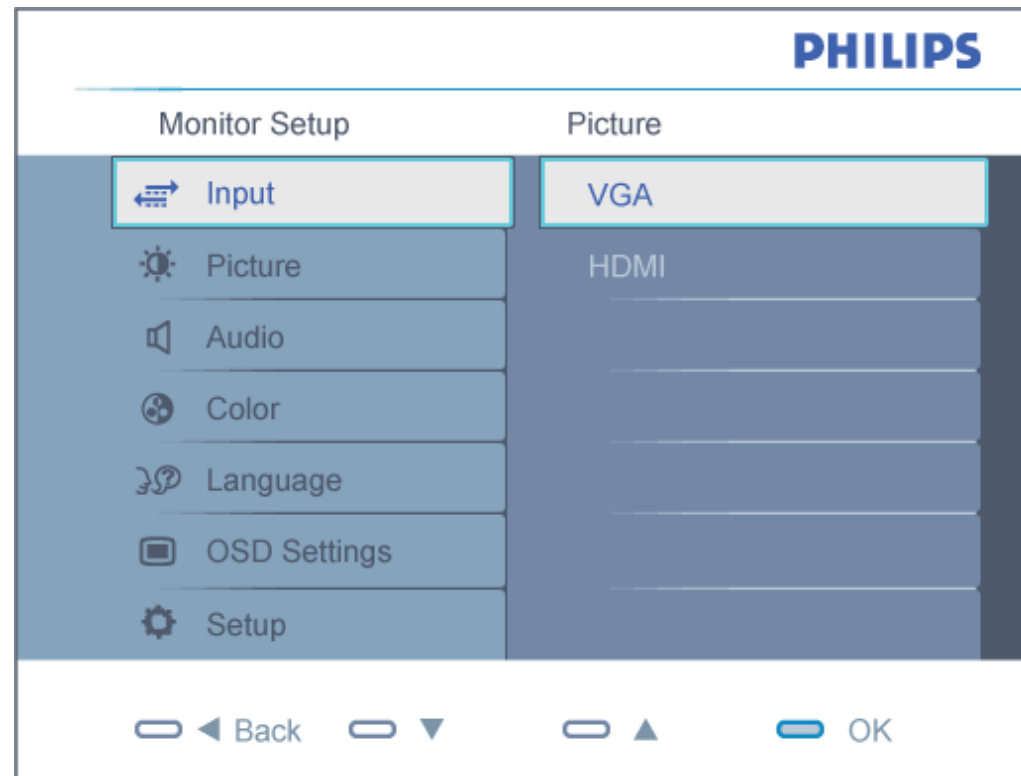 PHILIPS
Monitor Setup
Picture
Input
VGA
Picture
HDMI
Audio
Color
Language
OSD Settings
Setup
Back
OK